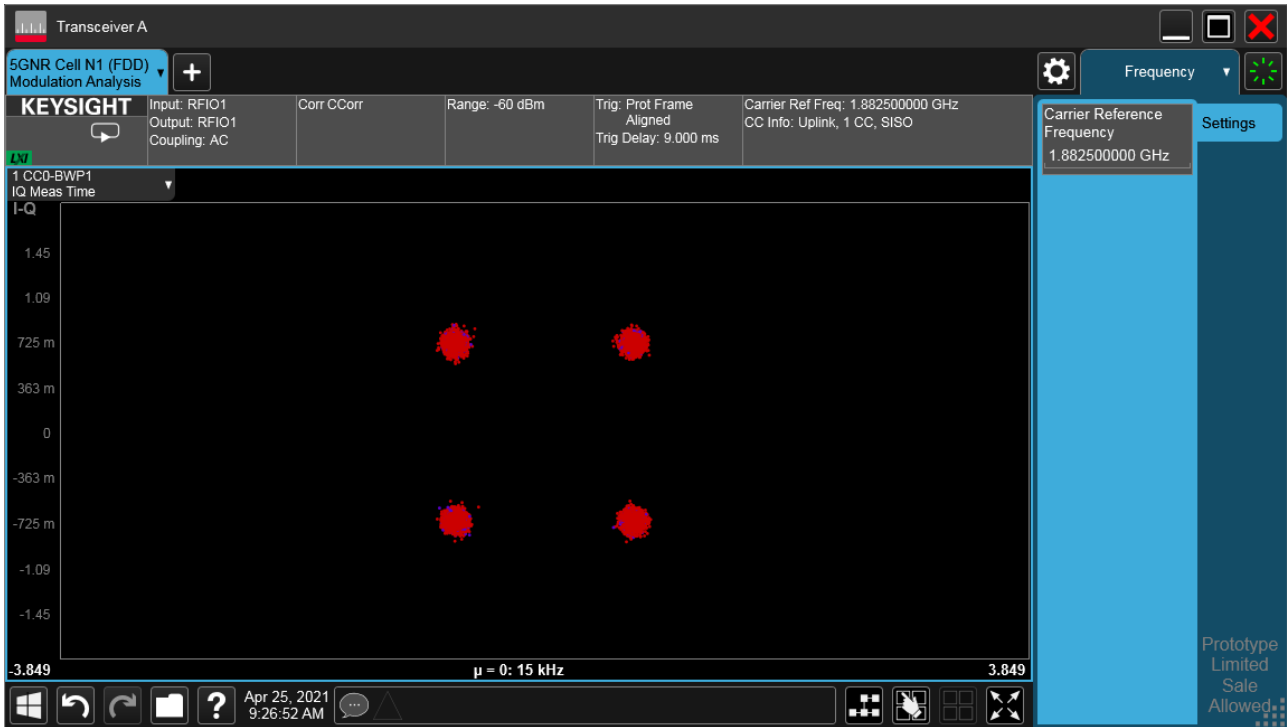 Transceiver A
5GNR Cell N1 (FDD)
Modulation Analysis
Frequency
KEYSIGHT
LXI
Input: RFIO1
Output: RFIO1
Coupling: AC
Corr CCorr
Range: -60 dBm
Trig: Prot Frame
Aligned
Trig Delay: 9.000 ms
Carrier Ref Freq: 1.882500000 GHz
CC Info: Uplink, 1 CC, SISO
Carrier Reference
Frequency
1.882500000 GHz
Settings
1 CC0-BWP1
IQ Meas Time
I-Q
1.45
1.09
725 m
363 m
0
-363 m
-725 m
-1.09
-1.45
-3.849
μ = 0: 15 kHz
3.849
?
Apr 25, 2021
9:26:52 AM
Prototype
Limited
Sale
Allowed